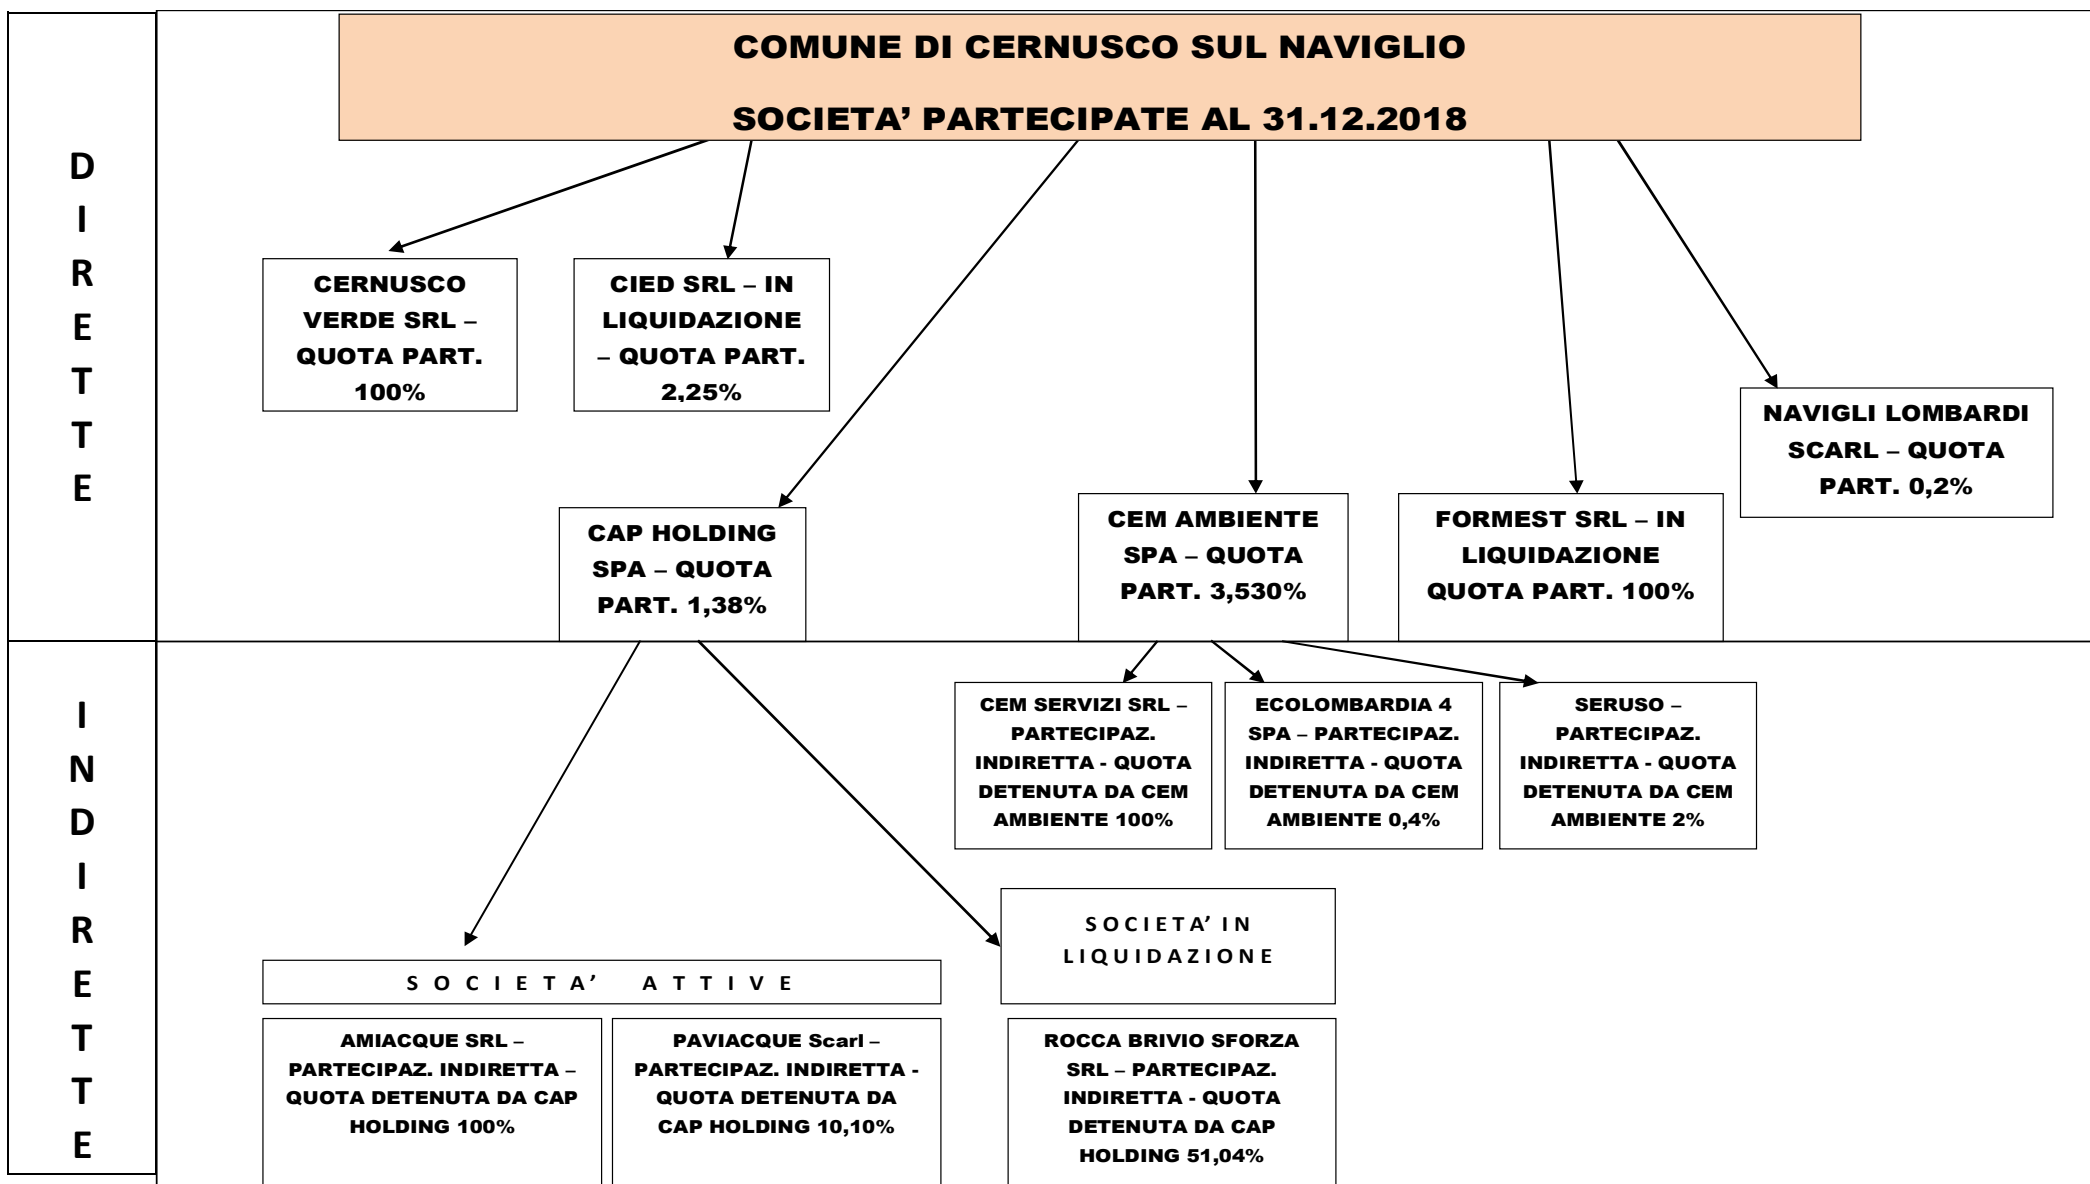 COMUNE DI CERNUSCO SUL NAVIGLIO
SOCIETA’ PARTECIPATE AL 31.12.2018
D
I
R
E
T
T
E
CERNUSCO
VERDE SRL –
QUOTA PART.
100%
CIED SRL – IN
LIQUIDAZIONE
– QUOTA PART.
2,25%
NAVIGLI LOMBARDI
SCARL – QUOTA
PART. 0,2%
CAP HOLDING
SPA – QUOTA
PART. 1,38%
CEM AMBIENTE
SPA – QUOTA
PART. 3,530%
FORMEST SRL – IN
LIQUIDAZIONE
QUOTA PART. 100%
I
N
D
I
R
E
T
T
E
CEM SERVIZI SRL –
PARTECIPAZ.
INDIRETTA - QUOTA
DETENUTA DA CEM
AMBIENTE 100%
ECOLOMBARDIA 4
SPA – PARTECIPAZ.
INDIRETTA - QUOTA
DETENUTA DA CEM
AMBIENTE 0,4%
SERUSO –
PARTECIPAZ.
INDIRETTA - QUOTA
DETENUTA DA CEM
AMBIENTE 2%
SOCIETA’ IN
LIQUIDAZIONE
SOCIETA’ ATTIVE
AMIACQUE SRL –
PARTECIPAZ. INDIRETTA –
QUOTA DETENUTA DA CAP
HOLDING 100%
PAVIACQUE Scarl –
PARTECIPAZ. INDIRETTA -
QUOTA DETENUTA DA
CAP HOLDING 10,10%
ROCCA BRIVIO SFORZA
SRL – PARTECIPAZ.
INDIRETTA - QUOTA
DETENUTA DA CAP
HOLDING 51,04%